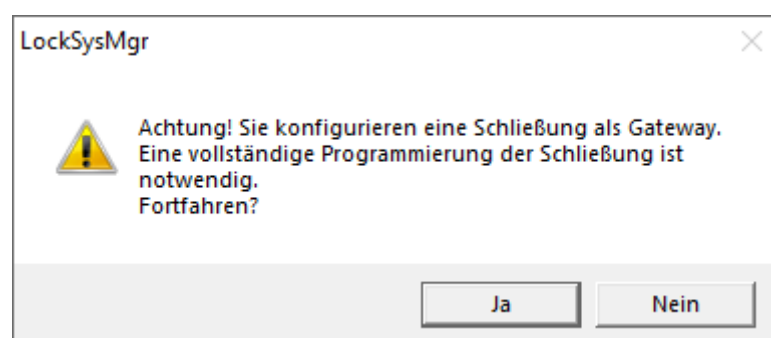 LockSysMgr
Achtung! Sie konfigurieren eine Schließung als Gateway.
Eine vollständige Programmierung der Schließung ist
notwendig.
Fortfahren?
Ja
Nein